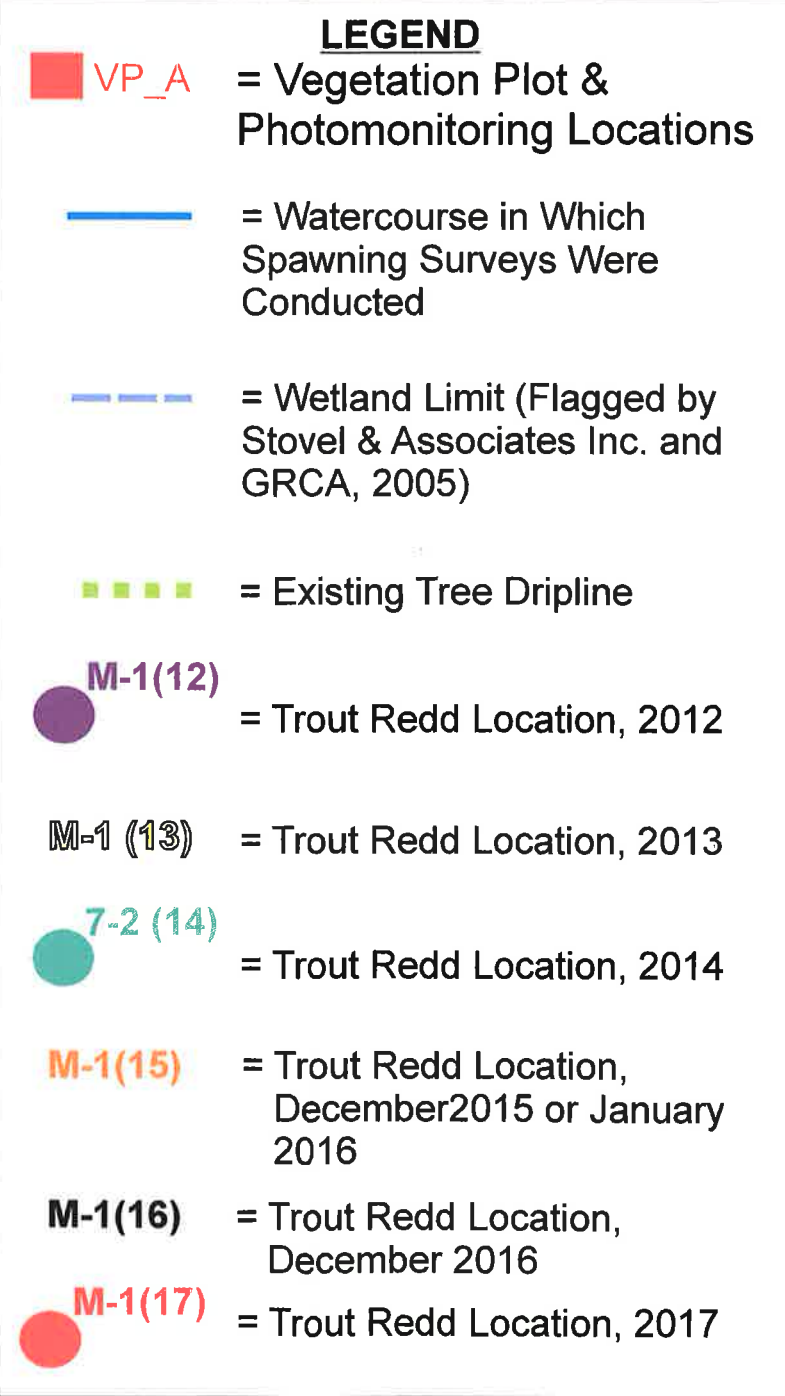 LEGEND
VP_A = Vegetation Plot &
Photomonitoring Locations
= Watercourse in Which
Spawning Surveys Were
Conducted
= Wetland Limit (Flagged by
Stovel & Associates Inc. and
GRCA, 2005)
= Existing Tree Dripline
M-1(12)
= Trout Redd Location, 2012
M-1 (13) = Trout Redd Location, 2013
7-2 (14)
= Trout Redd Location, 2014
M-1(15) = Trout Redd Location,
December2015 or January
2016
M-1(16) = Trout Redd Location,
December 2016
M-1(17)
= Trout Redd Location, 2017